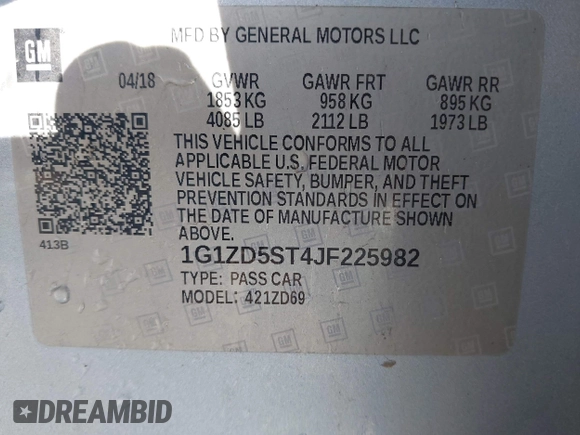 GM
MFD BY GENERAL MOTORS LLC
04/18 GVWR GAWR FRT GAWR RR
1853 KG 958 KG 895 KG
4085 LB 2112 LB 1973 LB
THIS VEHICLE CONFORMS TO ALL
APPLICABLE U.S. FEDERAL MOTOR
VEHICLE SAFETY, BUMPER, AND THEFT
PREVENTION STANDARDS IN EFFECT ON
THE DATE OF MANUFACTURE SHOWN
ABOVE.
413B
1G1ZD5ST4JF225982
TYPE: PASS CAR
MODEL: 421ZD69
DREAMBID